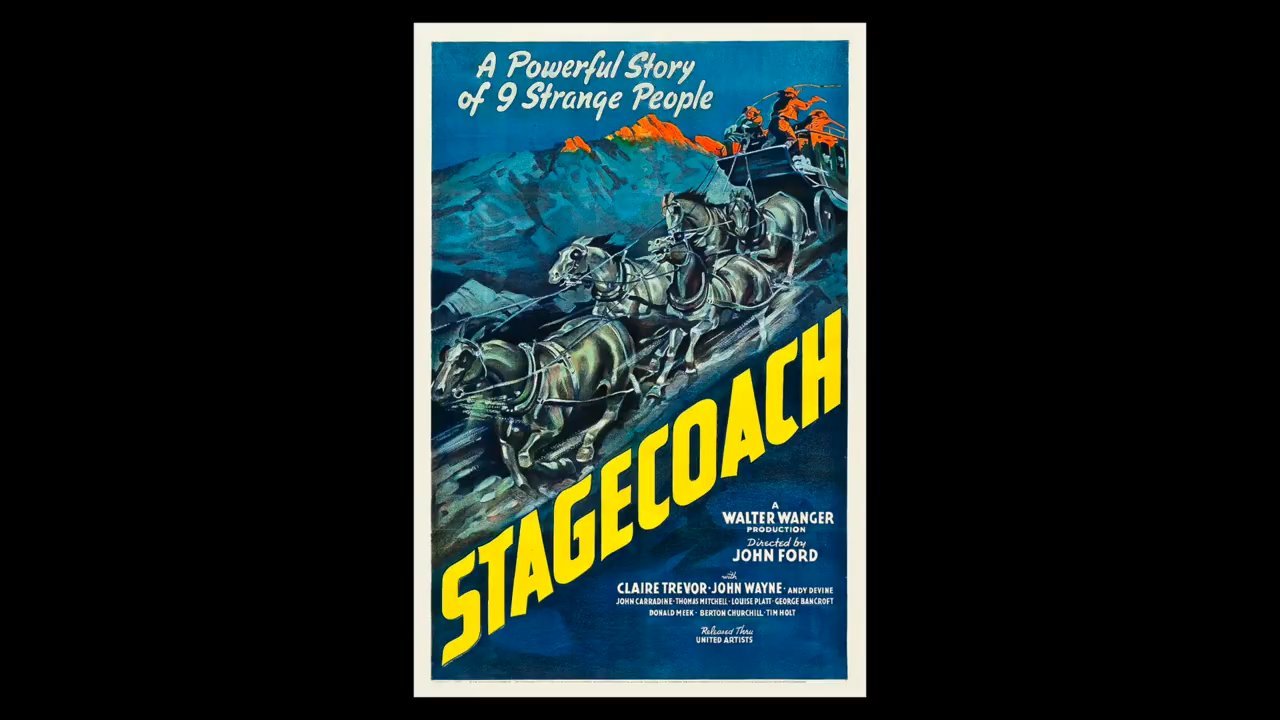 A Powerful Story
of 9 Strange People
STAGECOACH
A
WALTER WANGER
PRODUCTION
Directed by
JOHN FORD
with
CLAIRE TREVOR · JOHN WAYNE · ANDY DEVINE
JOHN CARRADINE · THOMAS MITCHELL · LOUISE PLATT · GEORGE BANCROFT
DONALD MEEK · BERTON CHURCHILL · TIM HOLT
Released Thru
UNITED ARTISTS